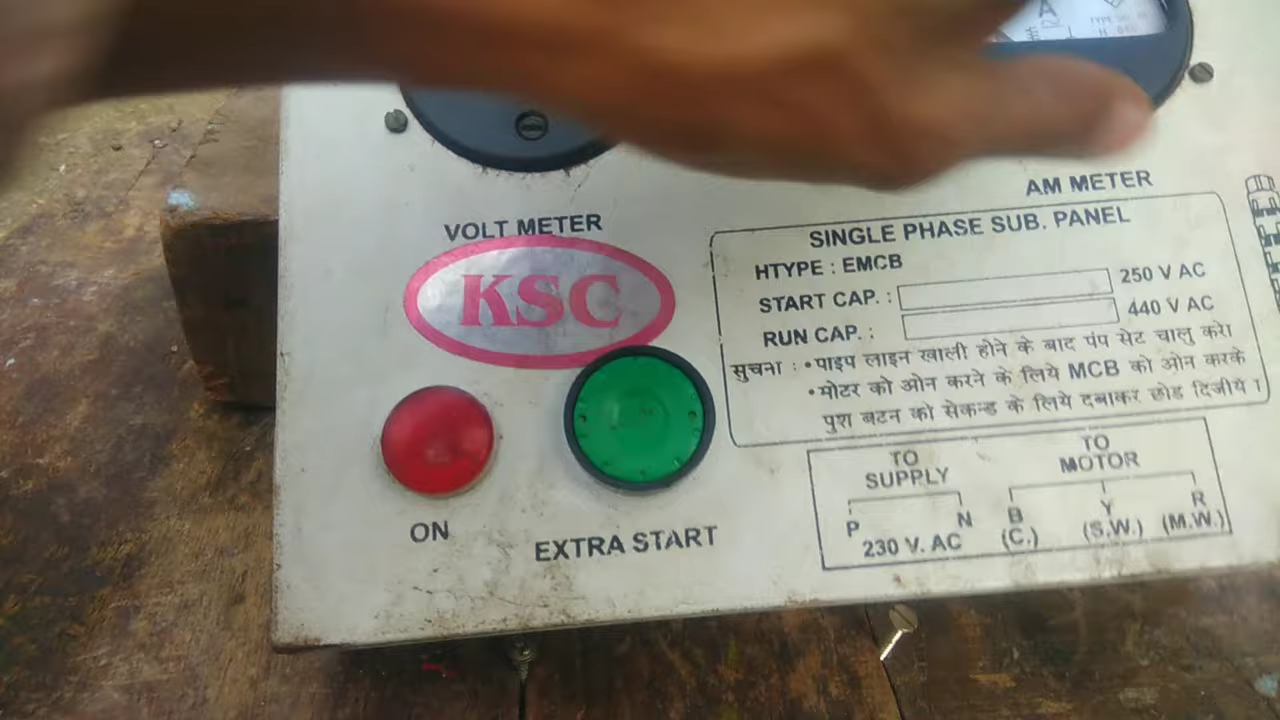 A
VOLT METER
AM METER
KSC
SINGLE PHASE SUB. PANEL
HTYPE : EMCB
START CAP. : 250 V AC
RUN CAP. : 440 V AC
सुचना : • पाइप लाइन खाली होने के बाद पंप सेट चालु करे।
• मोटर को ओन करने के लिये MCB को ओन करके
पुश बटन को सेकन्ड के लिये दबाकर छोड दिजीये ।
ON
EXTRA START
TO SUPPLY
P N
230 V. AC
TO MOTOR
B Y R
(C.) (S.W.) (M.W.)